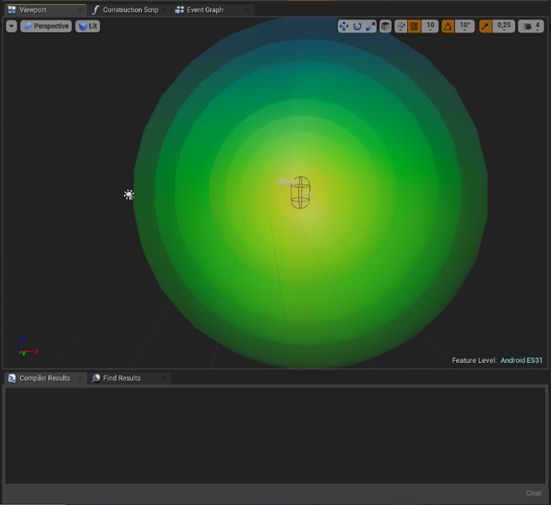 Viewport
Construction Scrip
Event Graph
Perspective
Lit
10
10°
0,25
4
X
Feature Level: Android ES31
Compiler Results
Find Results
Clear